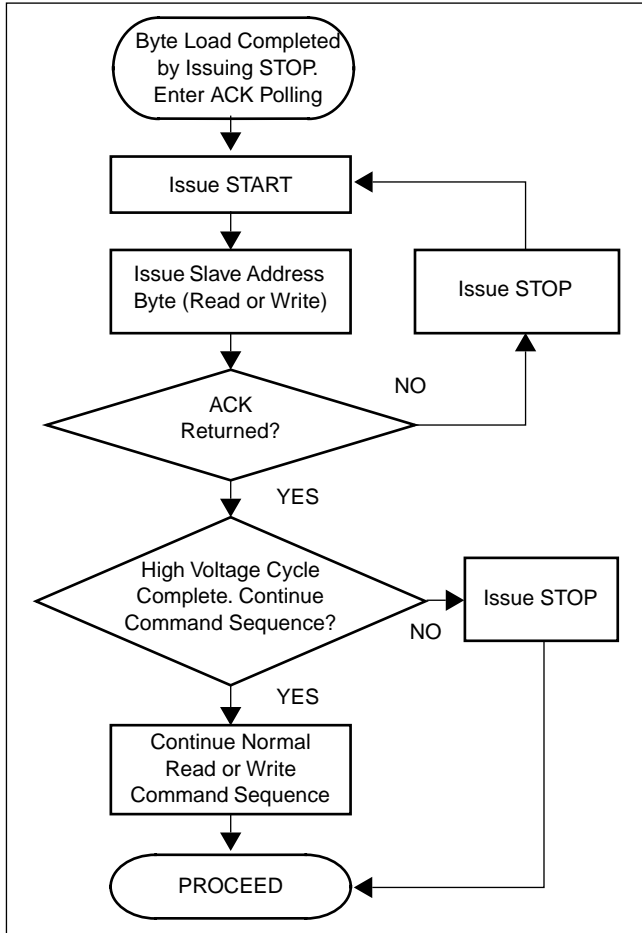 Byte Load Completed
by Issuing STOP.
Enter ACK Polling
Issue START
Issue Slave Address
Byte (Read or Write)
Issue STOP
ACK
Returned?
NO
YES
High Voltage Cycle
Complete. Continue
Command Sequence?
Issue STOP
NO
YES
Continue Normal
Read or Write
Command Sequence
PROCEED